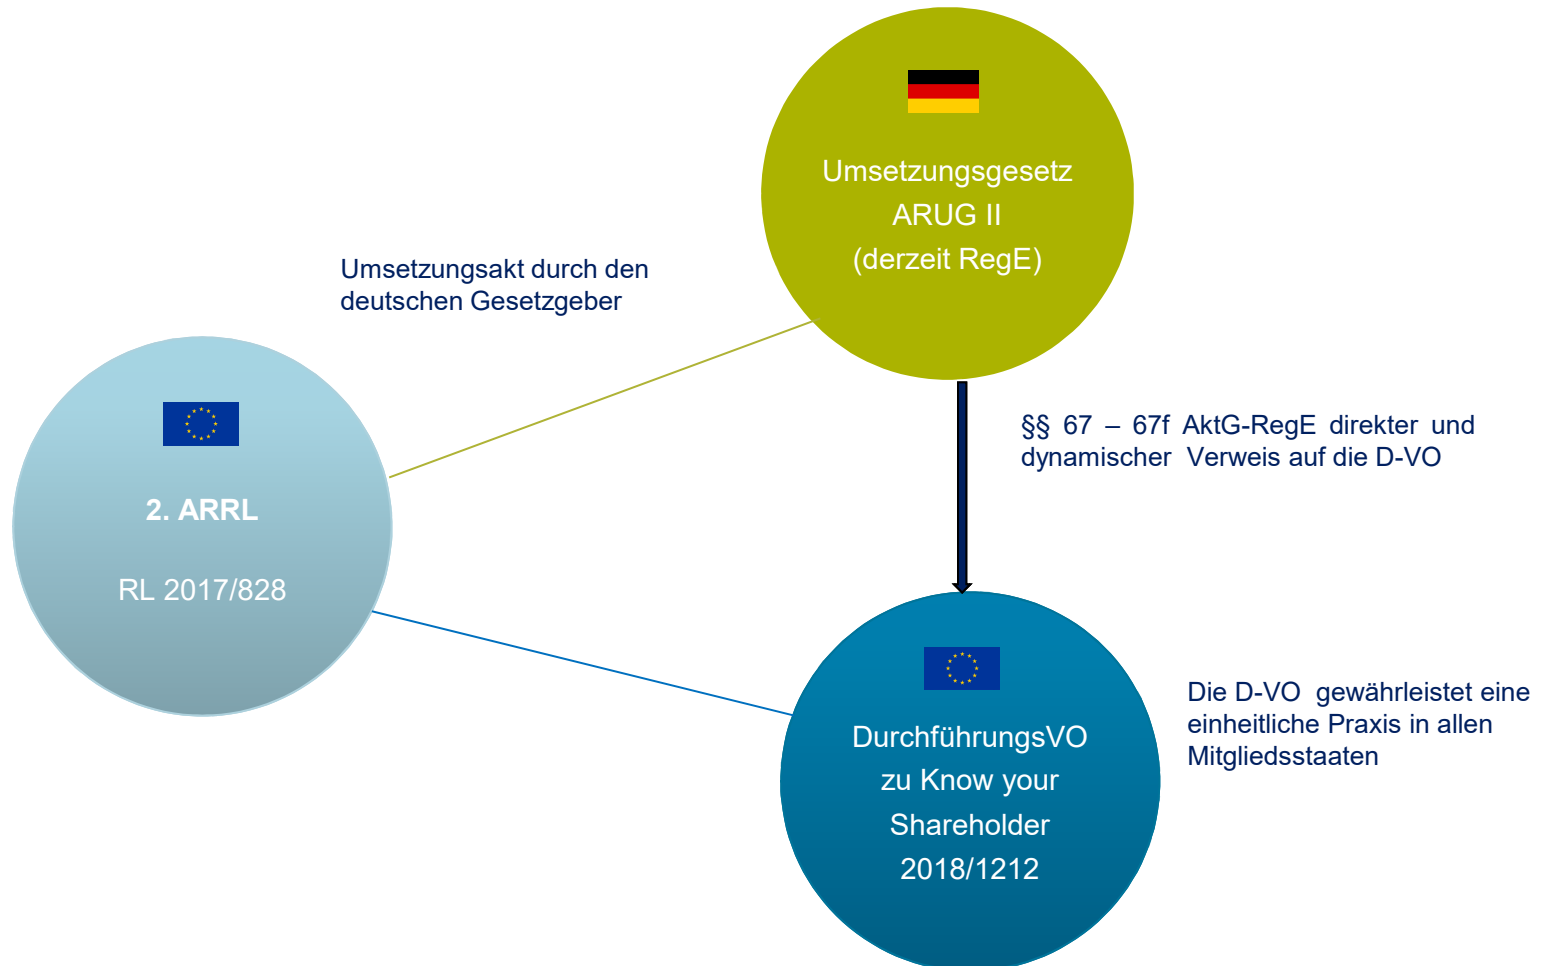 Umsetzungsgesetz
ARUG II
(derzeit RegE)
Umsetzungsakt durch den
deutschen Gesetzgeber
2. ARRL
RL 2017/828
§§ 67 – 67f AktG-RegE direkter und
dynamischer Verweis auf die D-VO
DurchführungsVO
zu Know your
Shareholder
2018/1212
Die D-VO gewährleistet eine
einheitliche Praxis in allen
Mitgliedsstaaten